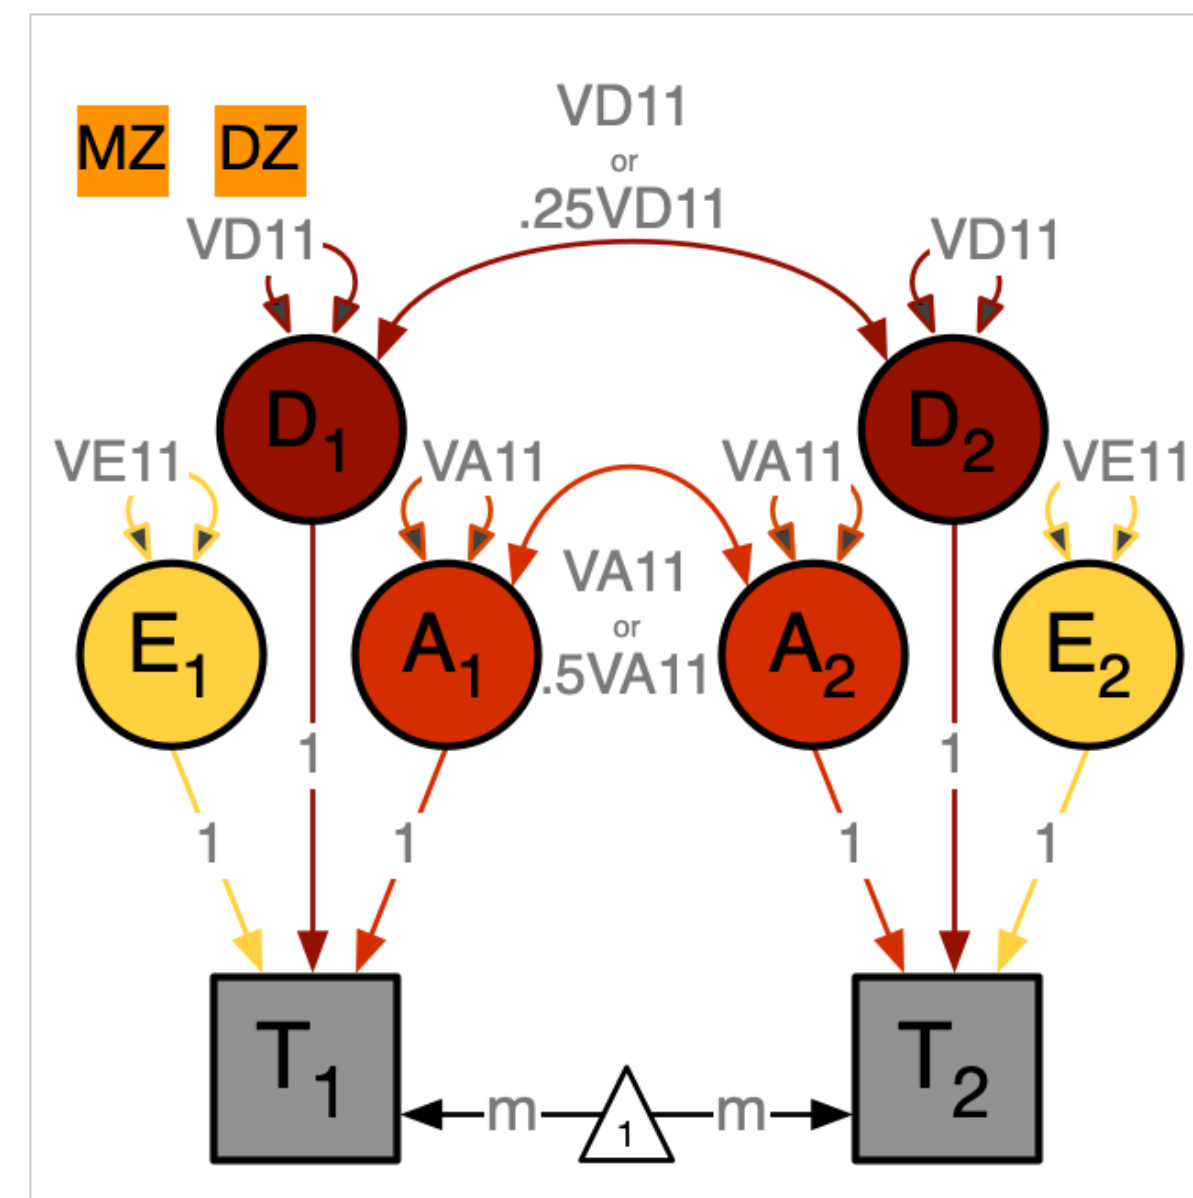 VD11
or
.25VD11
MZ DZ
VD11 VD11
D1 D2
VE11 VA11 VA11 VE11
VA11
or
.5VA11
E1 A1 A2 E2
1 1
1 1 1 1
T1 T2
m 1 m